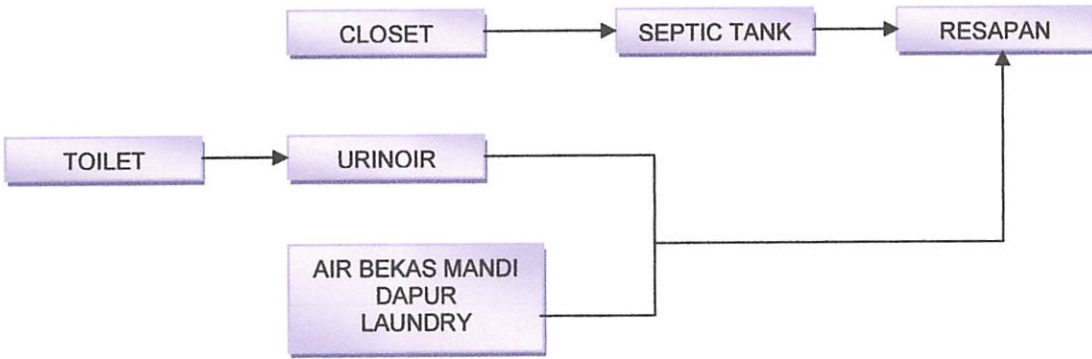 CLOSET
SEPTIC TANK
RESAPAN
TOILET
URINOIR
AIR BEKAS MANDI
DAPUR
LAUNDRY